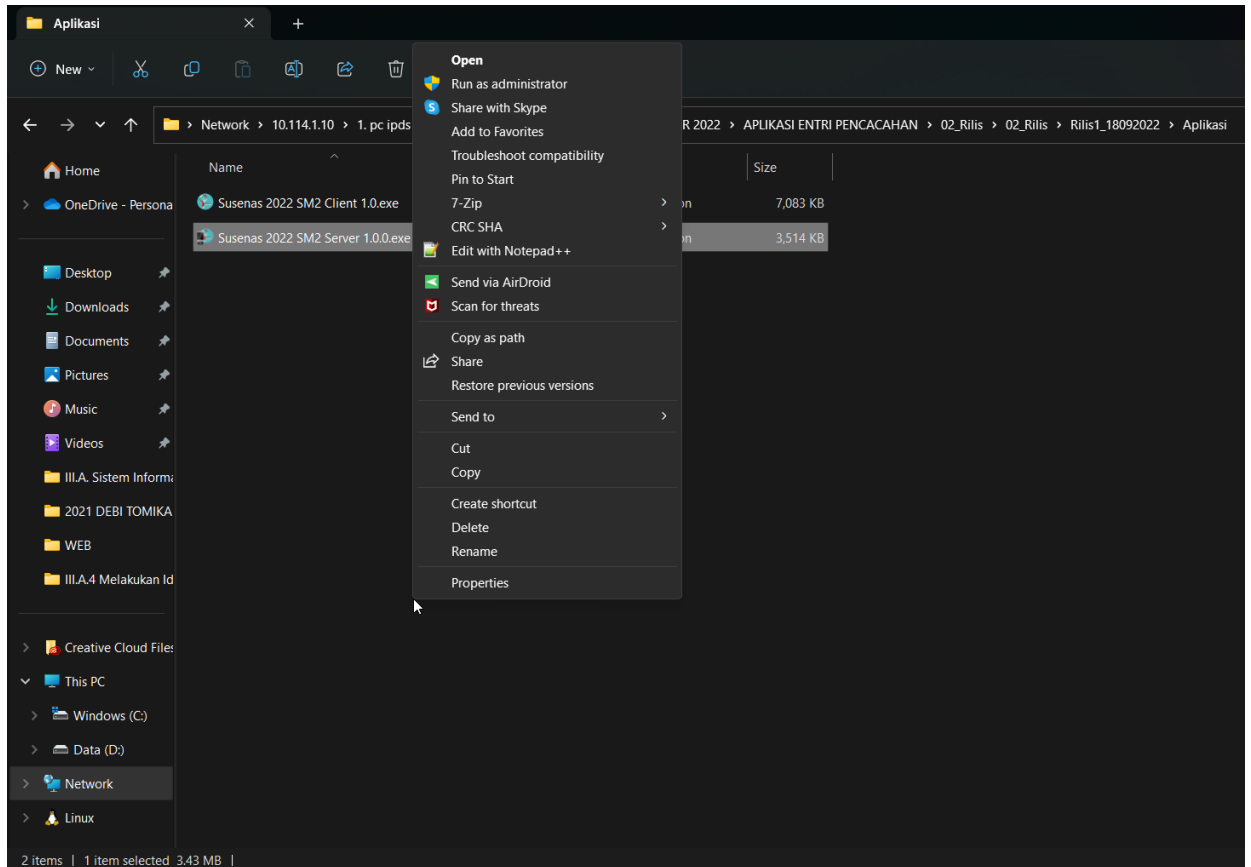 Aplikasi
New
Network > 10.114.1.10 > 1. pc ipds
R 2022 > APLIKASI ENTRI PENCACAHAN > 02_Rilis > 02_Rilis > Rilis1_18092022 > Aplikasi
Home
OneDrive - Persona
Desktop
Downloads
Documents
Pictures
Music
Videos
III.A. Sistem Informa
2021 DEBI TOMIKA
WEB
III.A.4 Melakukan Id
Creative Cloud Files
This PC
Windows (C:)
Data (D:)
Network
Linux
Name
Size
Susenas 2022 SM2 Client 1.0.exe
on
7,083 KB
Susenas 2022 SM2 Server 1.0.0.exe
on
3,514 KB
Open
Run as administrator
Share with Skype
Add to Favorites
Troubleshoot compatibility
Pin to Start
7-Zip
CRC SHA
Edit with Notepad++
Send via AirDroid
Scan for threats
Copy as path
Share
Restore previous versions
Send to
Cut
Copy
Create shortcut
Delete
Rename
Properties
2 items | 1 item selected 3.43 MB |